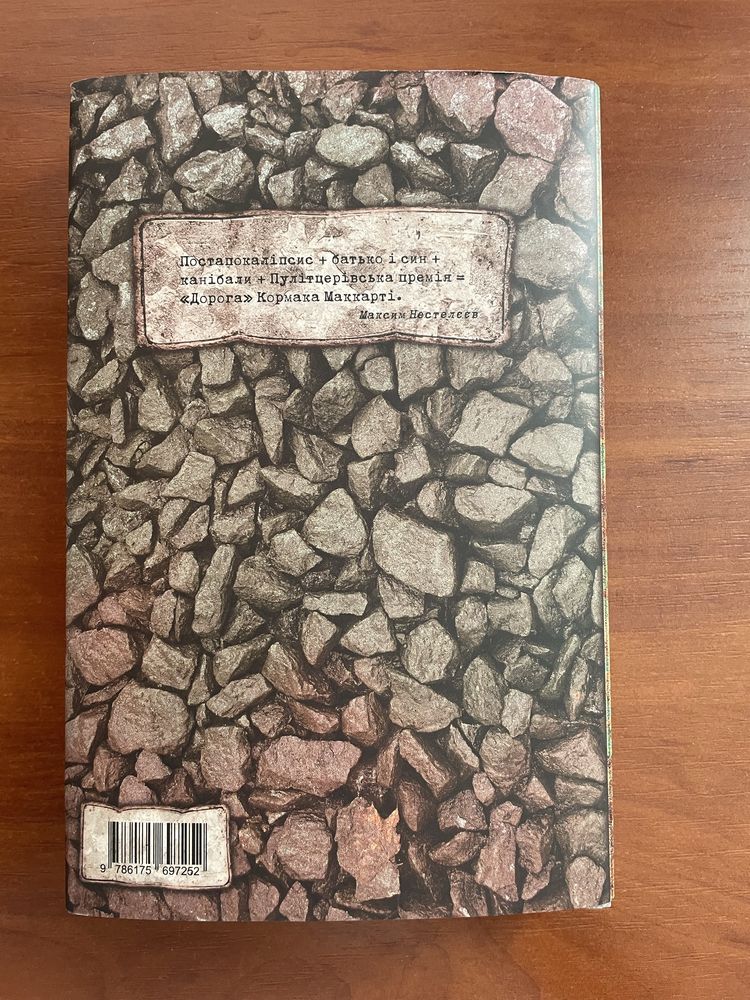 Постапокаліпсис + батько і син +
канібали + Пулітцерівська премія =
«Дорога» Кормака Маккарті.
Максим Нестелєєв
9 786175 697252